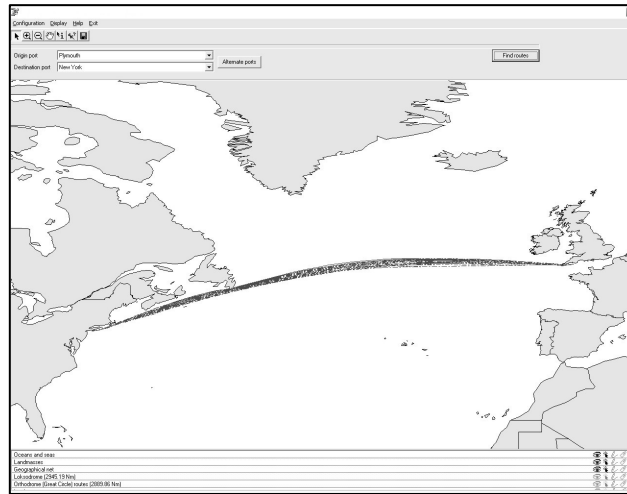 Configuration Display Help Exit
Origin port Plymouth
Destination port New York
Alternate ports
Find routes
Oceans and seas
Landmasses
Geographical net
Loksodrome (2945.19 Nm)
Orthodrome (Great Circle) routes (2889.86 Nm)